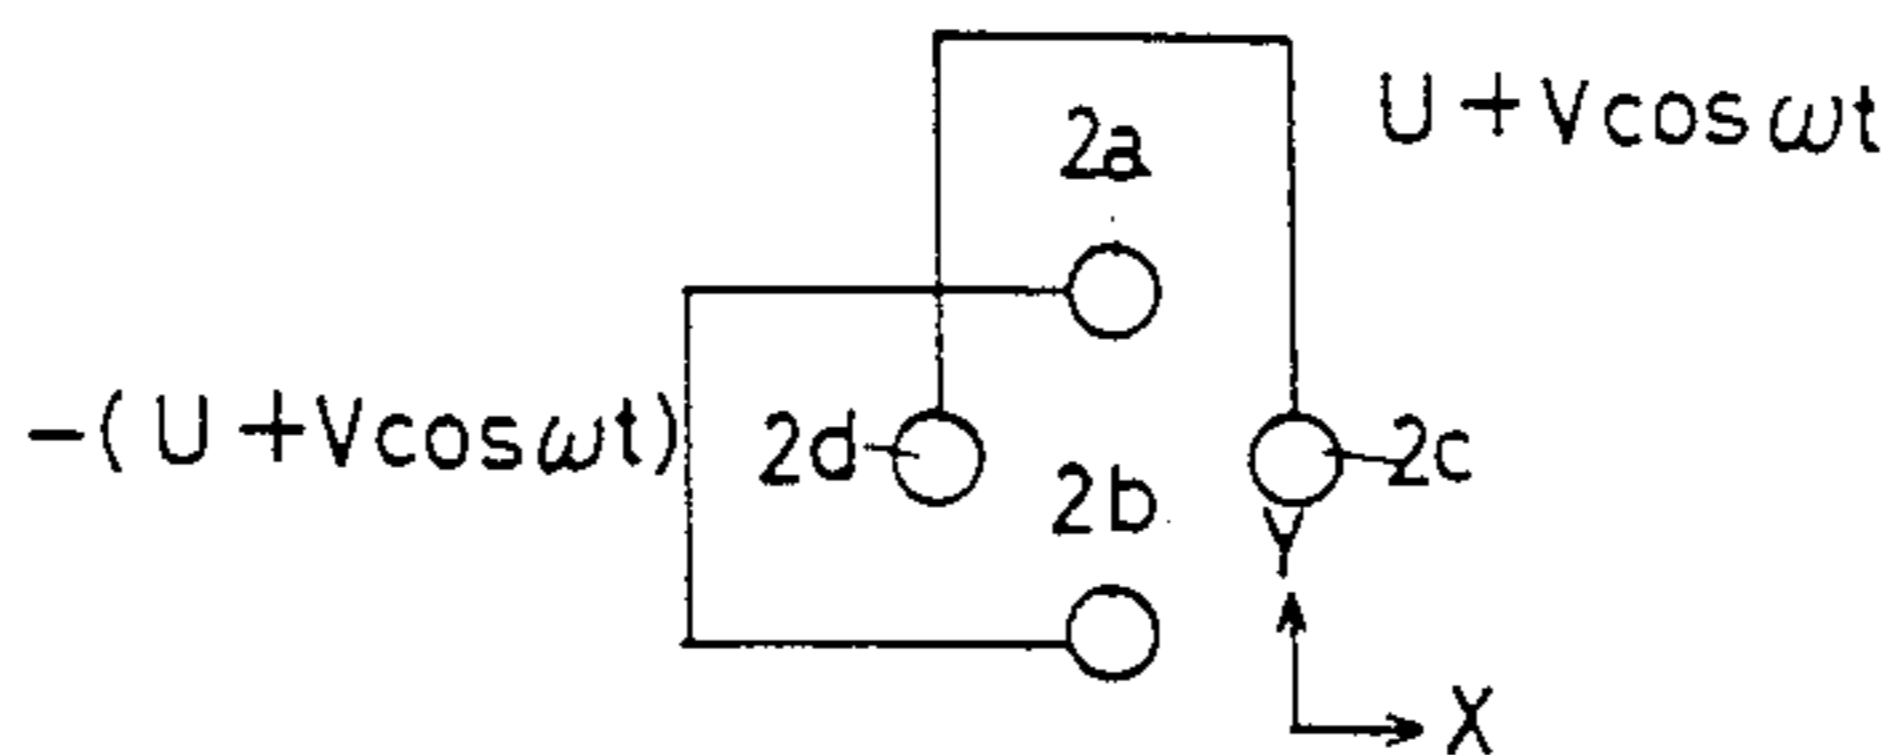 U+Vcosωt
2a
-(U+Vcosωt)
2d
2c
2b
Y
X